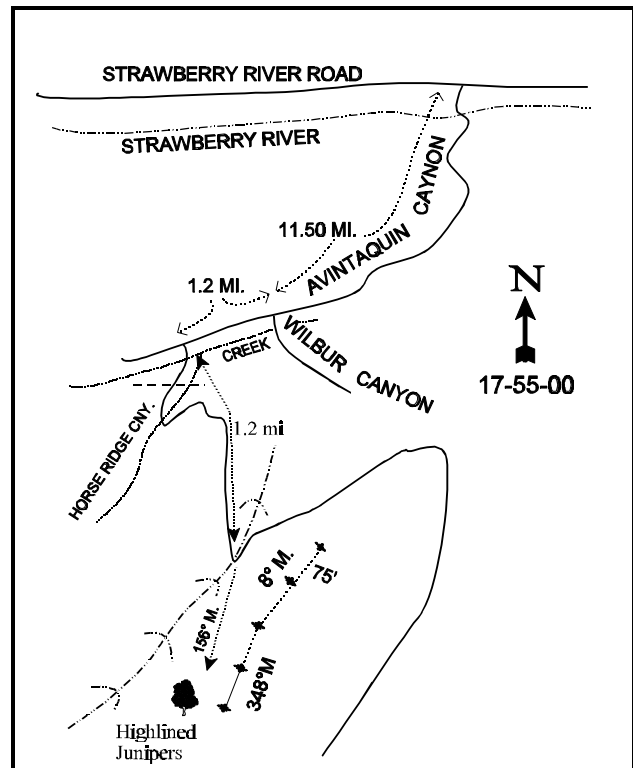 STRAWBERRY RIVER ROAD
STRAWBERRY RIVER
AVINTAQUIN CAYNON
11.50 MI.
1.2 MI.
N
17-55-00
CREEK
WILBUR CANYON
HORSE RIDGE CNY.
1.2 mi
8° M.
75'
156° M.
348°M
Highlined
Junipers